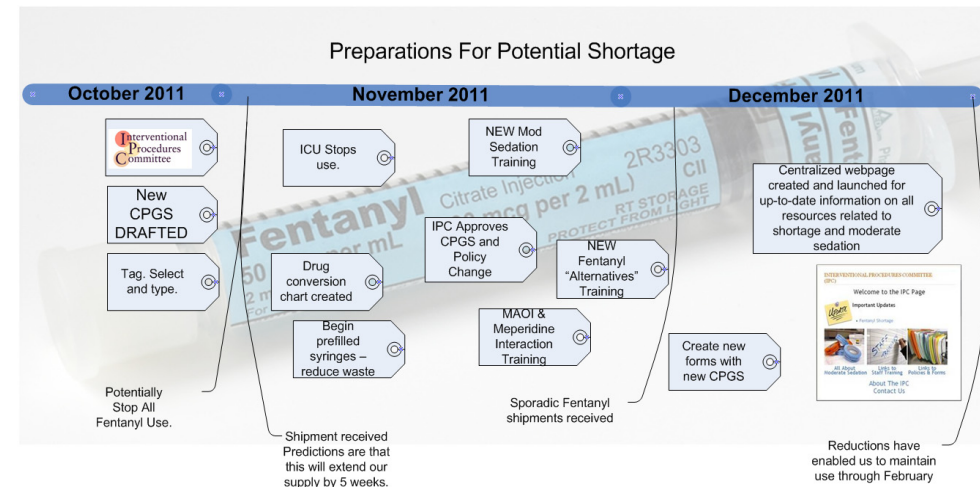 Preparations For Potential Shortage
October 2011
November 2011
December 2011
Interventional
Procedures
Committee
New
CPGS
DRAFTED
Tag. Select
and type.
Potentially
Stop All
Fentanyl Use.
ICU Stops
use.
Drug
conversion
chart created
Begin
prefilled
syringes –
reduce waste
Shipment received
Predictions are that
this will extend our
supply by 5 weeks.
NEW Mod
Sedation
Training
IPC Approves
CPGS and
Policy
Change
NEW
Fentanyl
“Alternatives”
Training
MAOI &
Meperidine
Interaction
Training
Sporadic Fentanyl
shipments received
Centralized webpage
created and launched for
up-to-date information on all
resources related to
shortage and moderate
sedation
Create new
forms with
new CPGS
INTERVENTIONAL PROCEDURES COMMITTEE
(IPC)
Welcome to the IPC Page
Important Updates
Fentanyl Shortage
All About
Moderate Sedation
Links to
Staff Training
Links to
Policies & Forms
About The IPC
Contact Us
Reductions have
enabled us to maintain
use through February
Fentanyl
Citrate Injection
mcg per 2 mL)
50
per mL
2R3303
CII
RT STORAGE
PROTECT FROM LIGHT